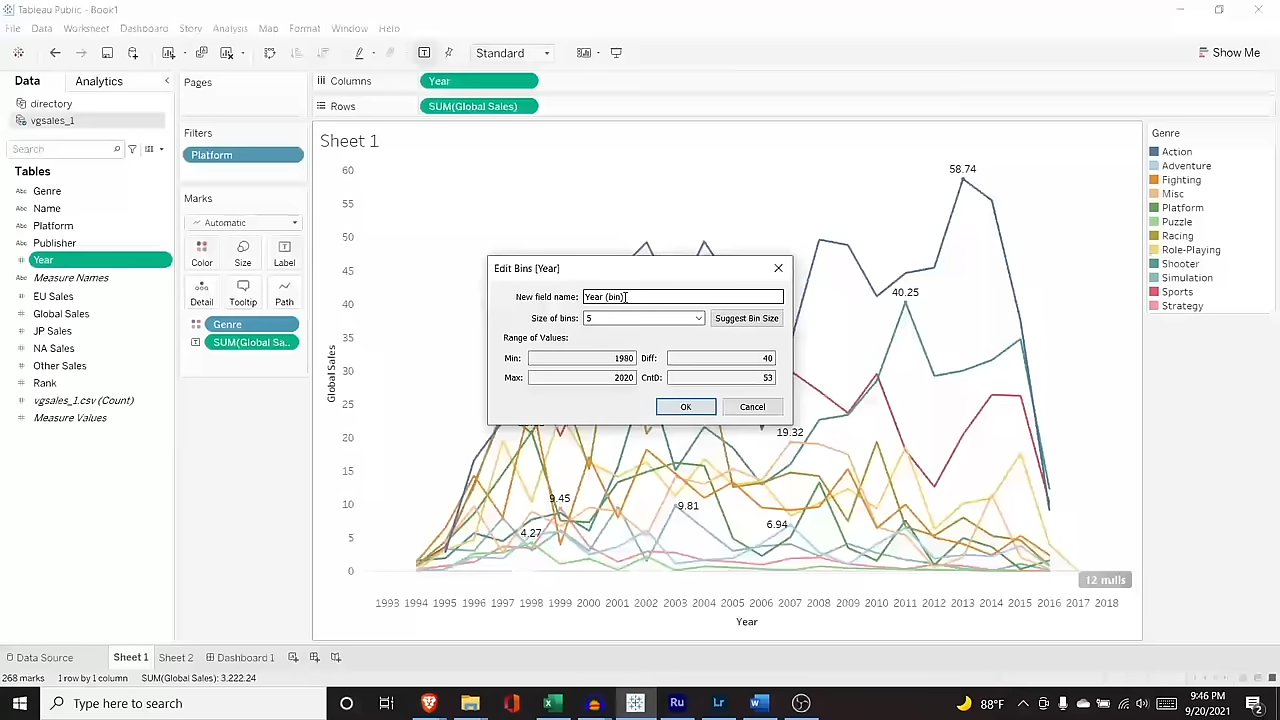 Tableau Public - Book1
File Data Worksheet Dashboard Story Analysis Map Format Window Help
Standard
Show Me
Data Analytics
directory
vgsales_1
Search
Tables
Abc Genre
Abc Name
Abc Platform
Abc Publisher
Year
Measure Names
EU Sales
Global Sales
JP Sales
NA Sales
Other Sales
Rank
vgsales_1.csv (Count)
Measure Values
Pages
Filters
Platform
Marks
Automatic
Color Size Label
Detail Tooltip Path
Genre
SUM(Global Sa..
Columns Year
Rows SUM(Global Sales)
Sheet 1
Global Sales
60
55
50
45
40
35
30
25
20
15
10
5
0
58.74
40.25
19.32
9.45
9.81
6.94
4.27
12 nulls
1993 1994 1995 1996 1997 1998 1999 2000 2001 2002 2003 2004 2005 2006 2007 2008 2009 2010 2011 2012 2013 2014 2015 2016 2017 2018
Year
Edit Bins [Year]
New field name: Year (bin)
Size of bins: 5 Suggest Bin Size
Range of Values:
Min: 1980 Diff: 40
Max: 2020 CntD: 53
OK Cancel
Genre
Action
Adventure
Fighting
Misc
Platform
Puzzle
Racing
Role-Playing
Shooter
Simulation
Sports
Strategy
Data Source Sheet 1 Sheet 2 Dashboard 1
268 marks 1 row by 1 column SUM(Global Sales): 3,222.24
Type here to search
Ru
Lr
88°F
9:46 PM
9/20/2021
2